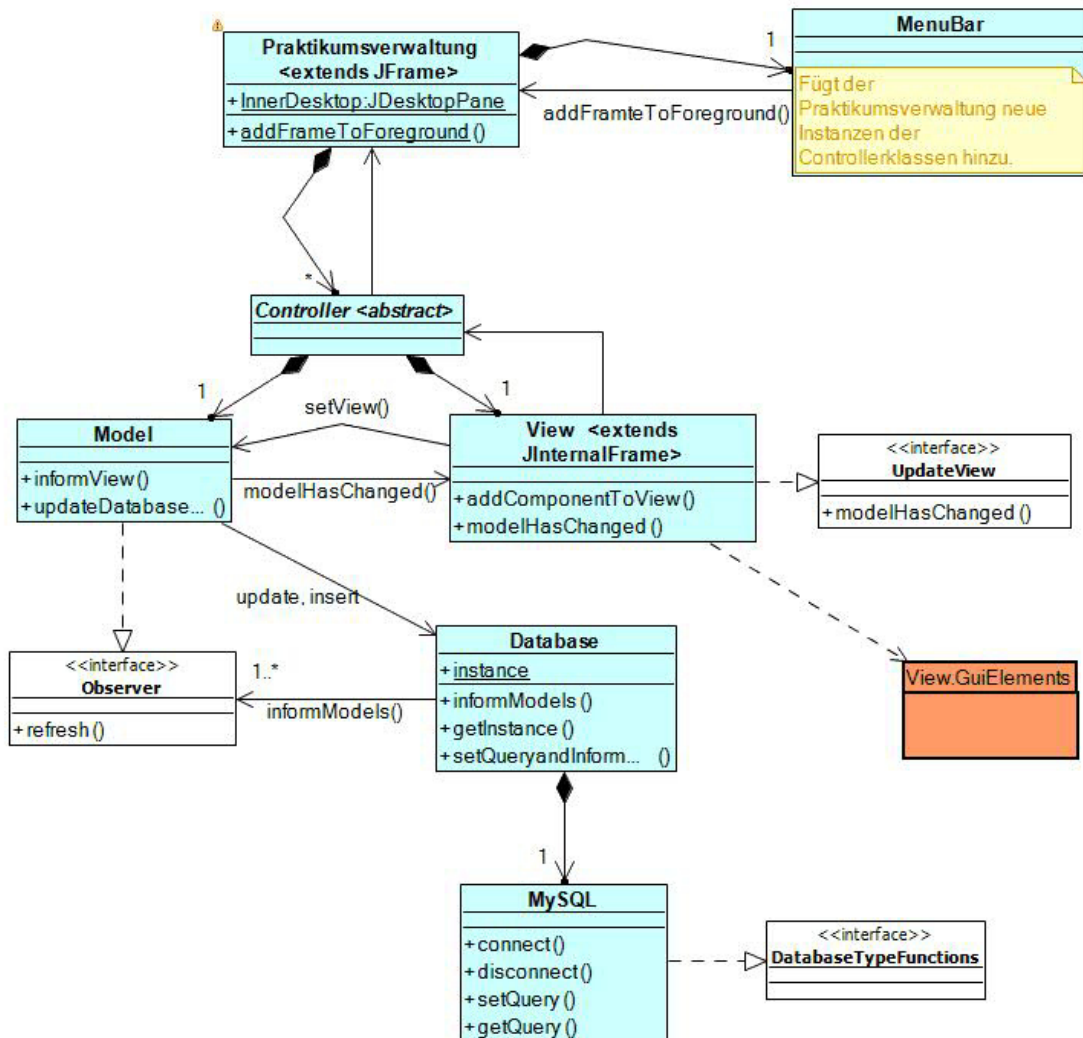 Praktikumsverwaltung
<extends JFrame>
+InnerDesktop:JDesktopPane
+addFrameToForeground()
1
MenuBar
Fügt der
Praktikumsverwaltung neue
Instanzen der
Controllerklassen hinzu.
addFramteToForeground()
*
Controller <abstract>
1
1
setView()
Model
+informView()
+updateDatabase... ()
modelHasChanged()
View <extends
JInternalFrame>
+addComponentToView()
+modelHasChanged()
<<interface>>
UpdateView
+modelHasChanged()
update, insert
<<interface>>
Observer
+refresh()
1..*
informModels()
Database
+instance
+informModels()
+getInstance()
+setQueryandInform... ()
View.GuiElements
1
MySQL
+connect()
+disconnect()
+setQuery()
+getQuery()
<<interface>>
DatabaseTypeFunctions